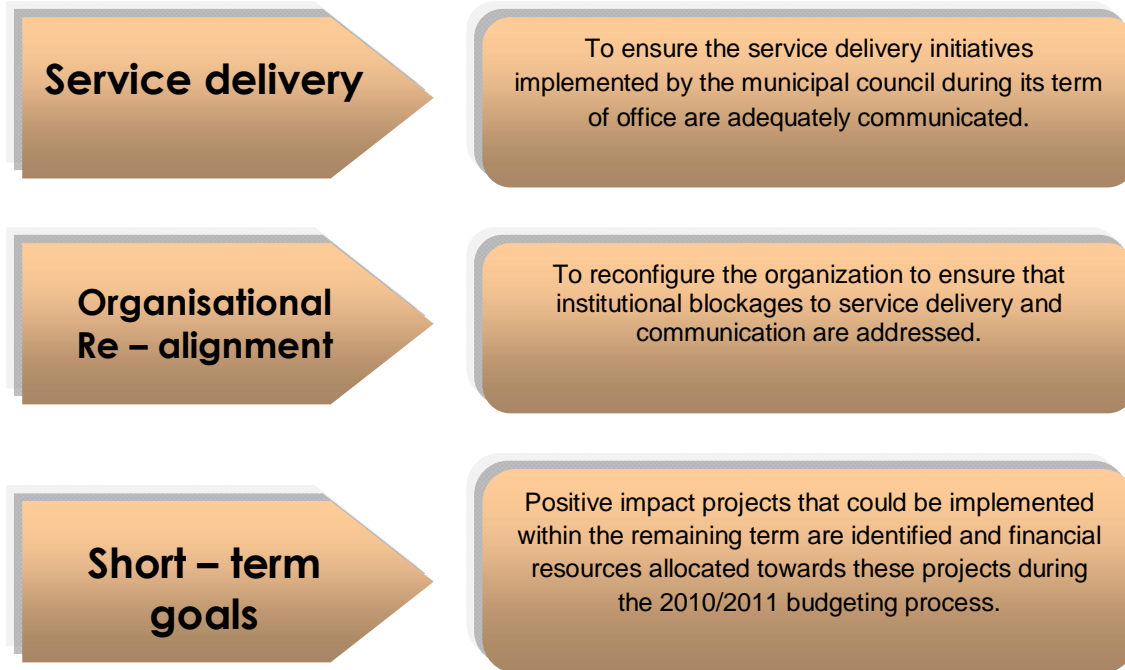 Service delivery
To ensure the service delivery initiatives
implemented by the municipal council during its term
of office are adequately communicated.
Organisational
Re – alignment
To reconfigure the organization to ensure that
institutional blockages to service delivery and
communication are addressed.
Short – term
goals
Positive impact projects that could be implemented
within the remaining term are identified and financial
resources allocated towards these projects during
the 2010/2011 budgeting process.